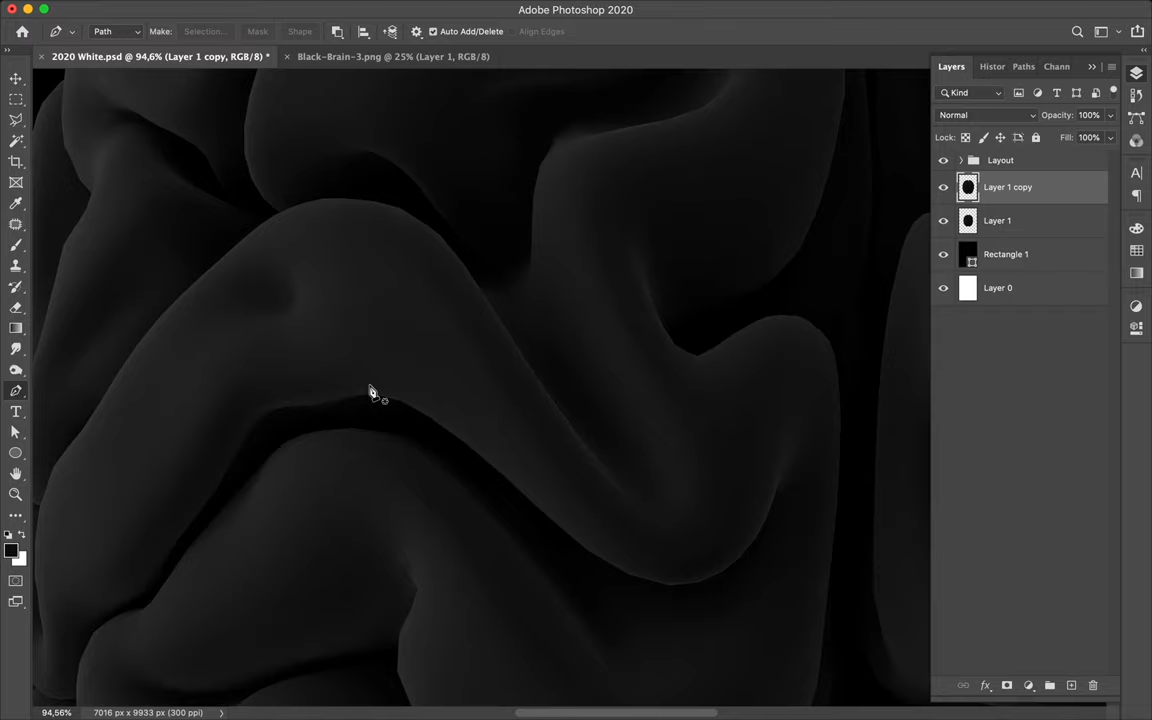 Adobe Photoshop 2020
Path Make: Selection... Mask Shape Auto Add/Delete Align Edges
2020 White.psd @ 94,6% (Layer 1 copy, RGB/8) * Black-Brain-3.png @ 25% (Layer 1, RGB/8)
Layers Histor Paths Chann
Kind
Normal Opacity: 100%
Lock: Fill: 100%
Layout
Layer 1 copy
Layer 1
Rectangle 1
Layer 0
94,56% 7016 px x 9933 px (300 ppi)